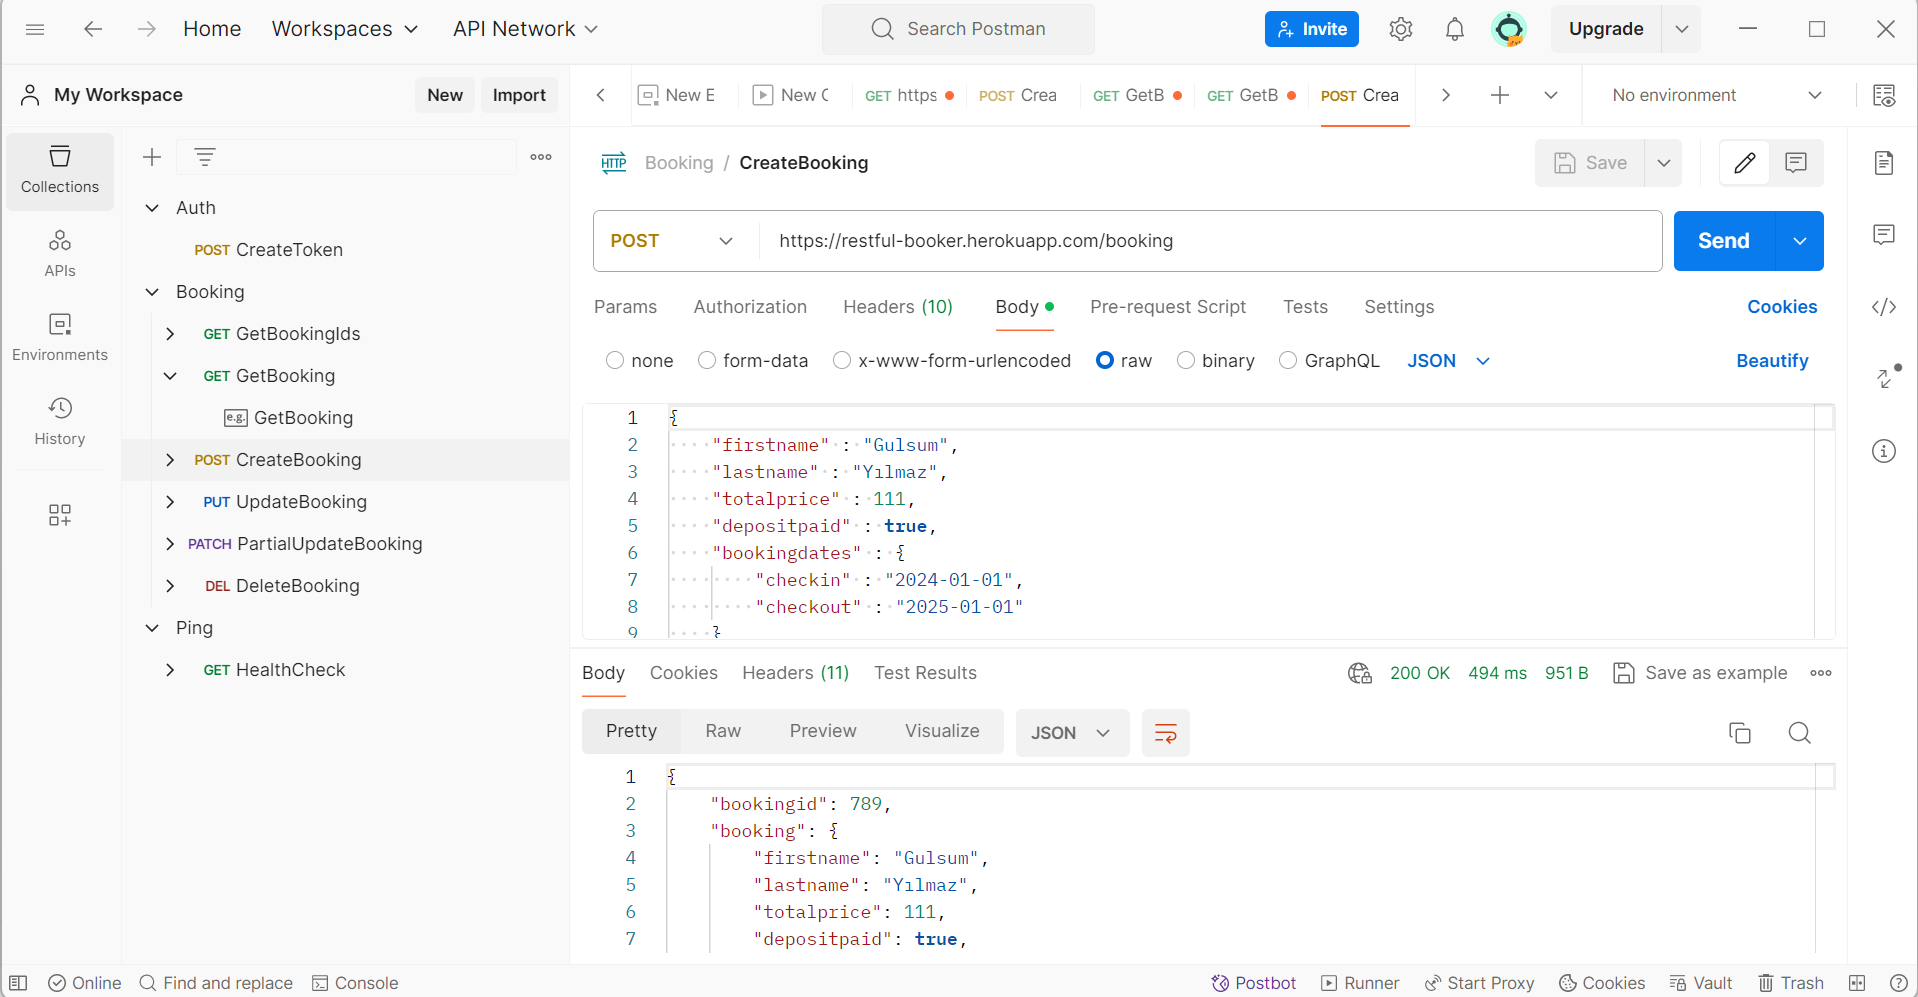 Home Workspaces API Network Search Postman Invite Upgrade
My Workspace New Import
New E New C GET https POST Crea GET GetB GET GetB POST Crea No environment
Collections
APIs
Environments
History
Auth
POST CreateToken
Booking
GET GetBookingIds
GET GetBooking
e.g. GetBooking
POST CreateBooking
PUT UpdateBooking
PATCH PartialUpdateBooking
DEL DeleteBooking
Ping
GET HealthCheck
HTTP Booking / CreateBooking Save
POST https://restful-booker.herokuapp.com/booking Send
Params Authorization Headers (10) Body Pre-request Script Tests Settings Cookies
none form-data x-www-form-urlencoded raw binary GraphQL JSON Beautify
1 {
2 "firstname" : "Gulsum",
3 "lastname" : "Yılmaz",
4 "totalprice" : 111,
5 "depositpaid" : true,
6 "bookingdates" : {
7 "checkin" : "2024-01-01",
8 "checkout" : "2025-01-01"
9 }
Body Cookies Headers (11) Test Results 200 OK 494 ms 951 B Save as example
Pretty Raw Preview Visualize JSON
1 {
2 "bookingid": 789,
3 "booking": {
4 "firstname": "Gulsum",
5 "lastname": "Yılmaz",
6 "totalprice": 111,
7 "depositpaid": true,
Online Find and replace Console Postbot Runner Start Proxy Cookies Vault Trash